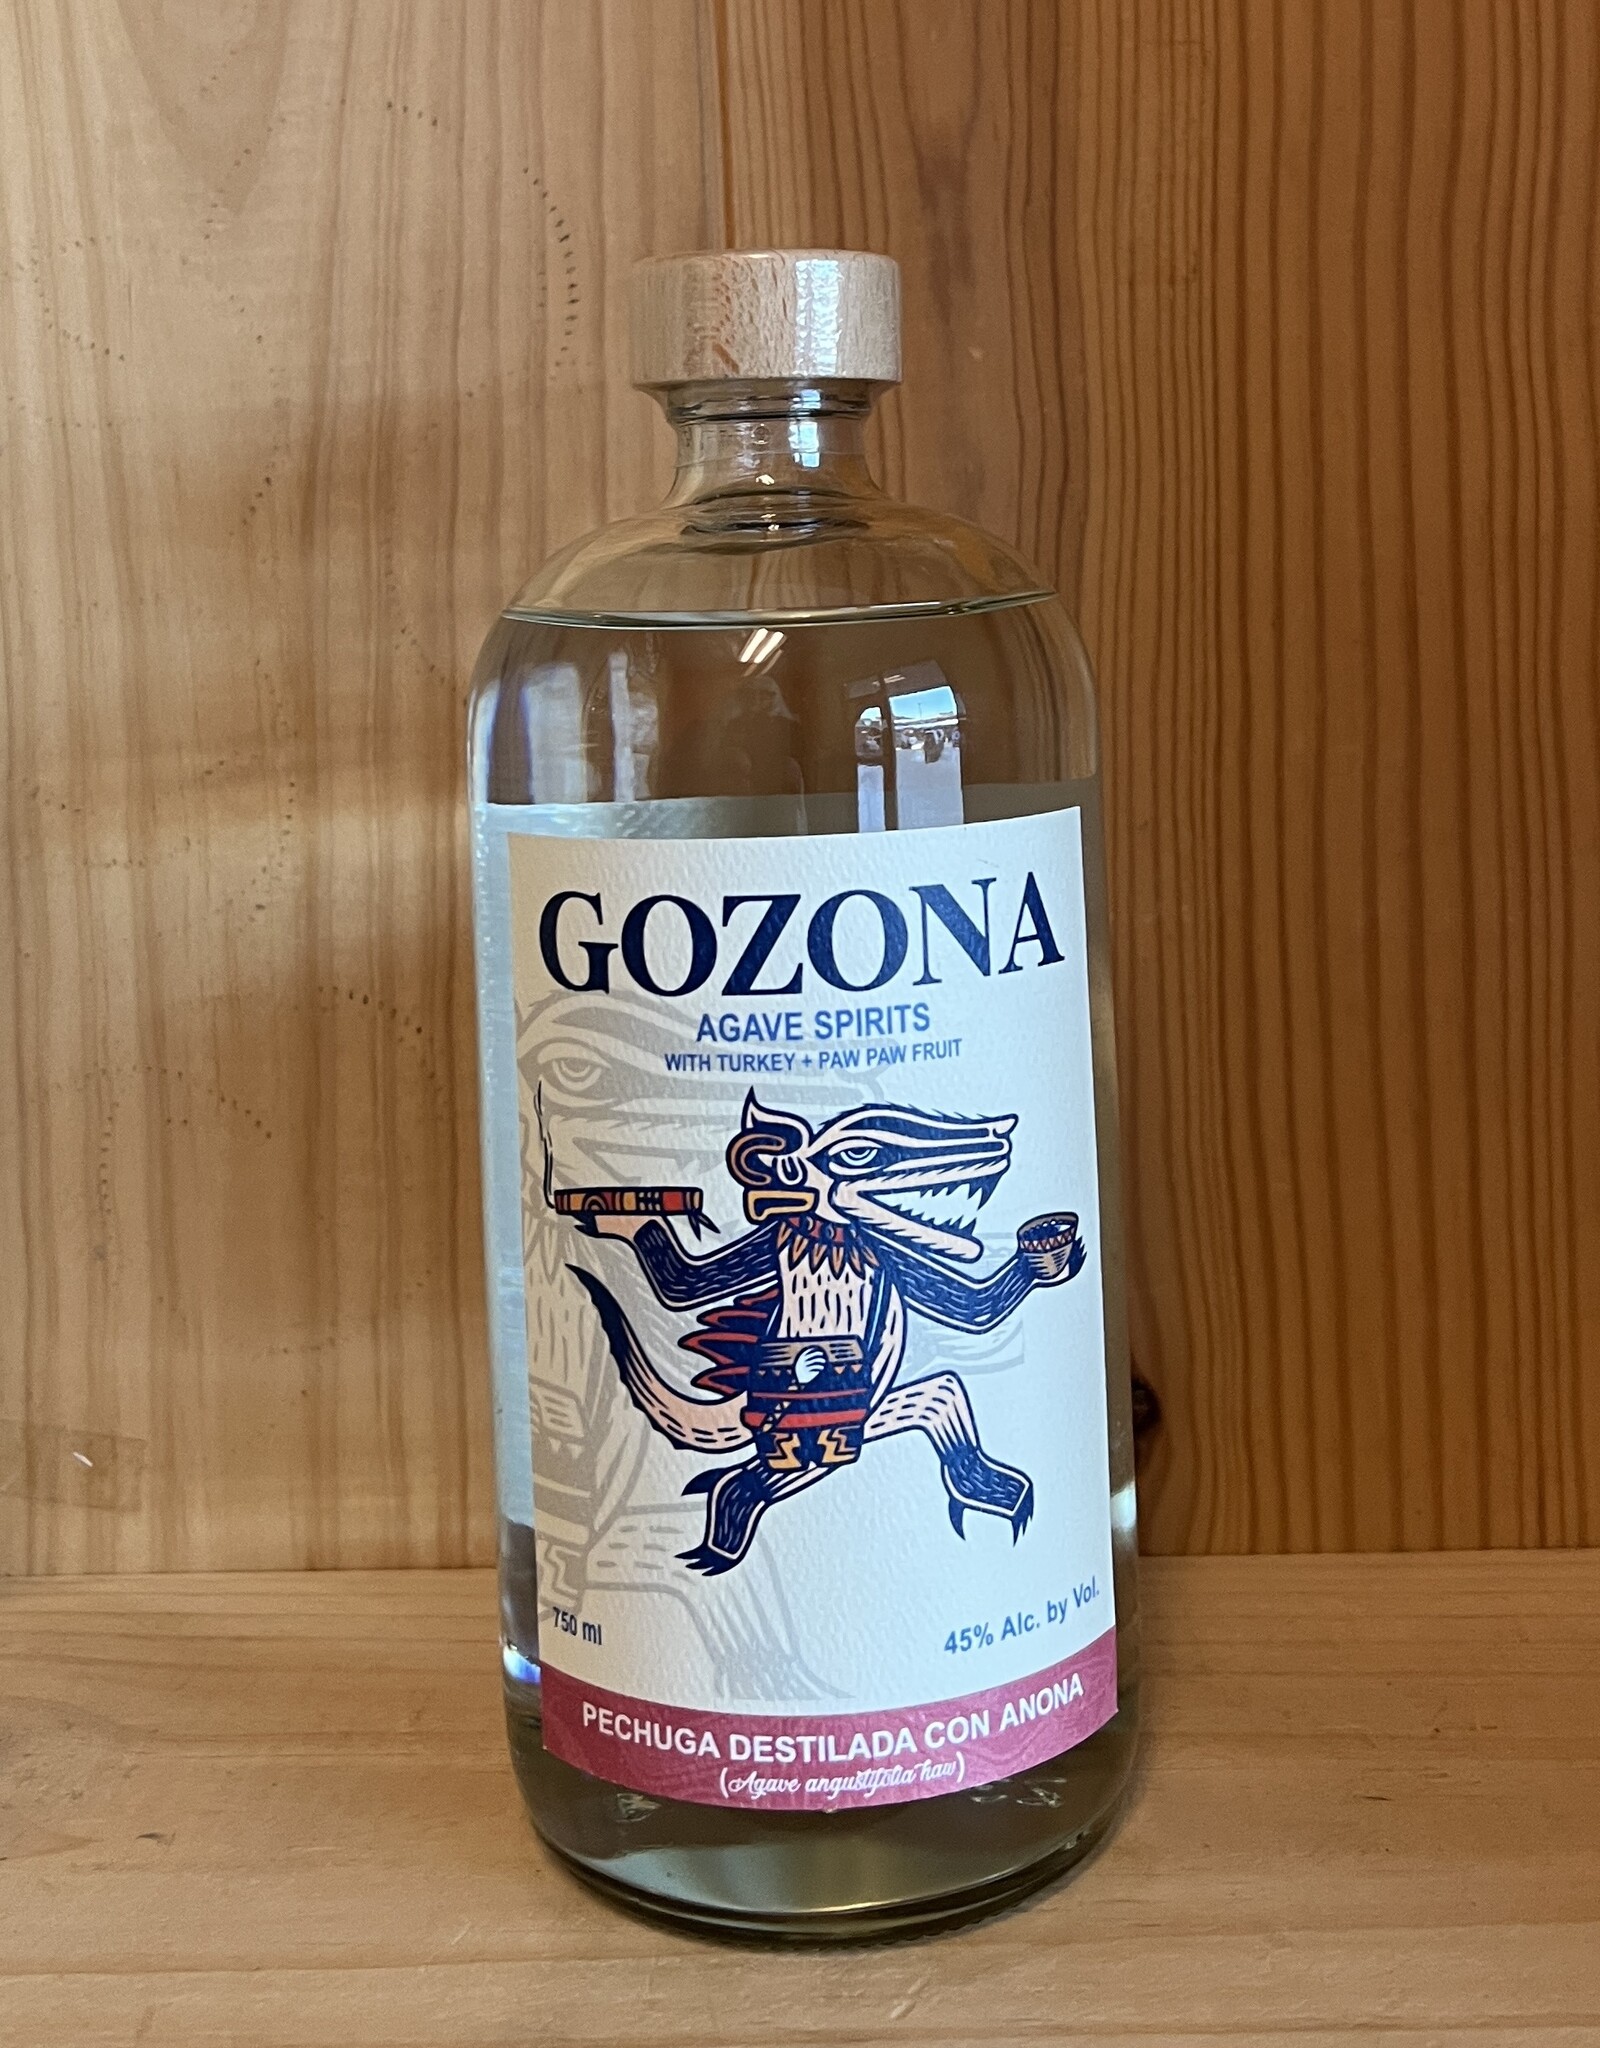 GOZONA
AGAVE SPIRITS
WITH TURKEY + PAW PAW FRUIT
750 ml
45% Alc. by Vol.
PECHUGA DESTILADA CON ANONA
(Agave angustifolia haw)